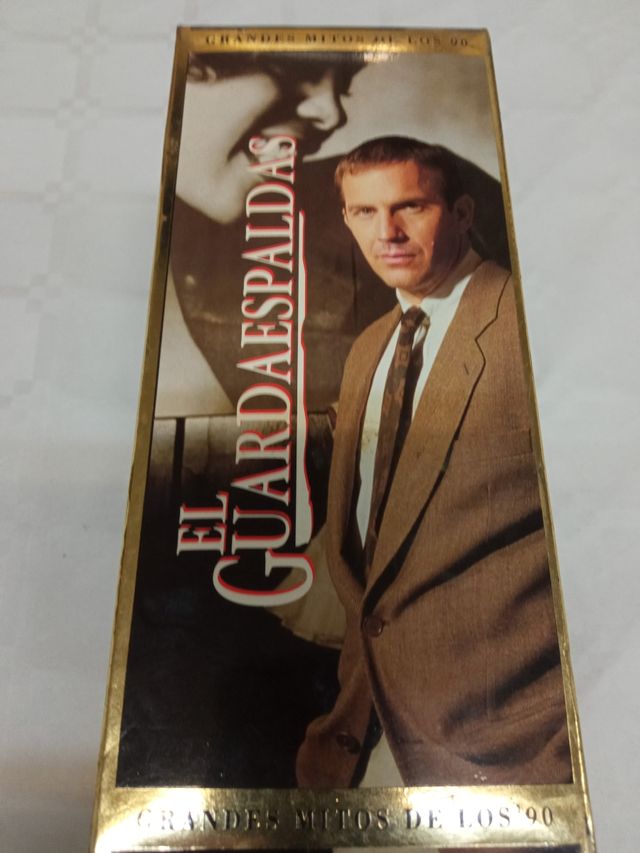 GRANDES MITOS DE LOS '90
EL
GUARDAESPALDAS
GRANDES MITOS DE LOS '90